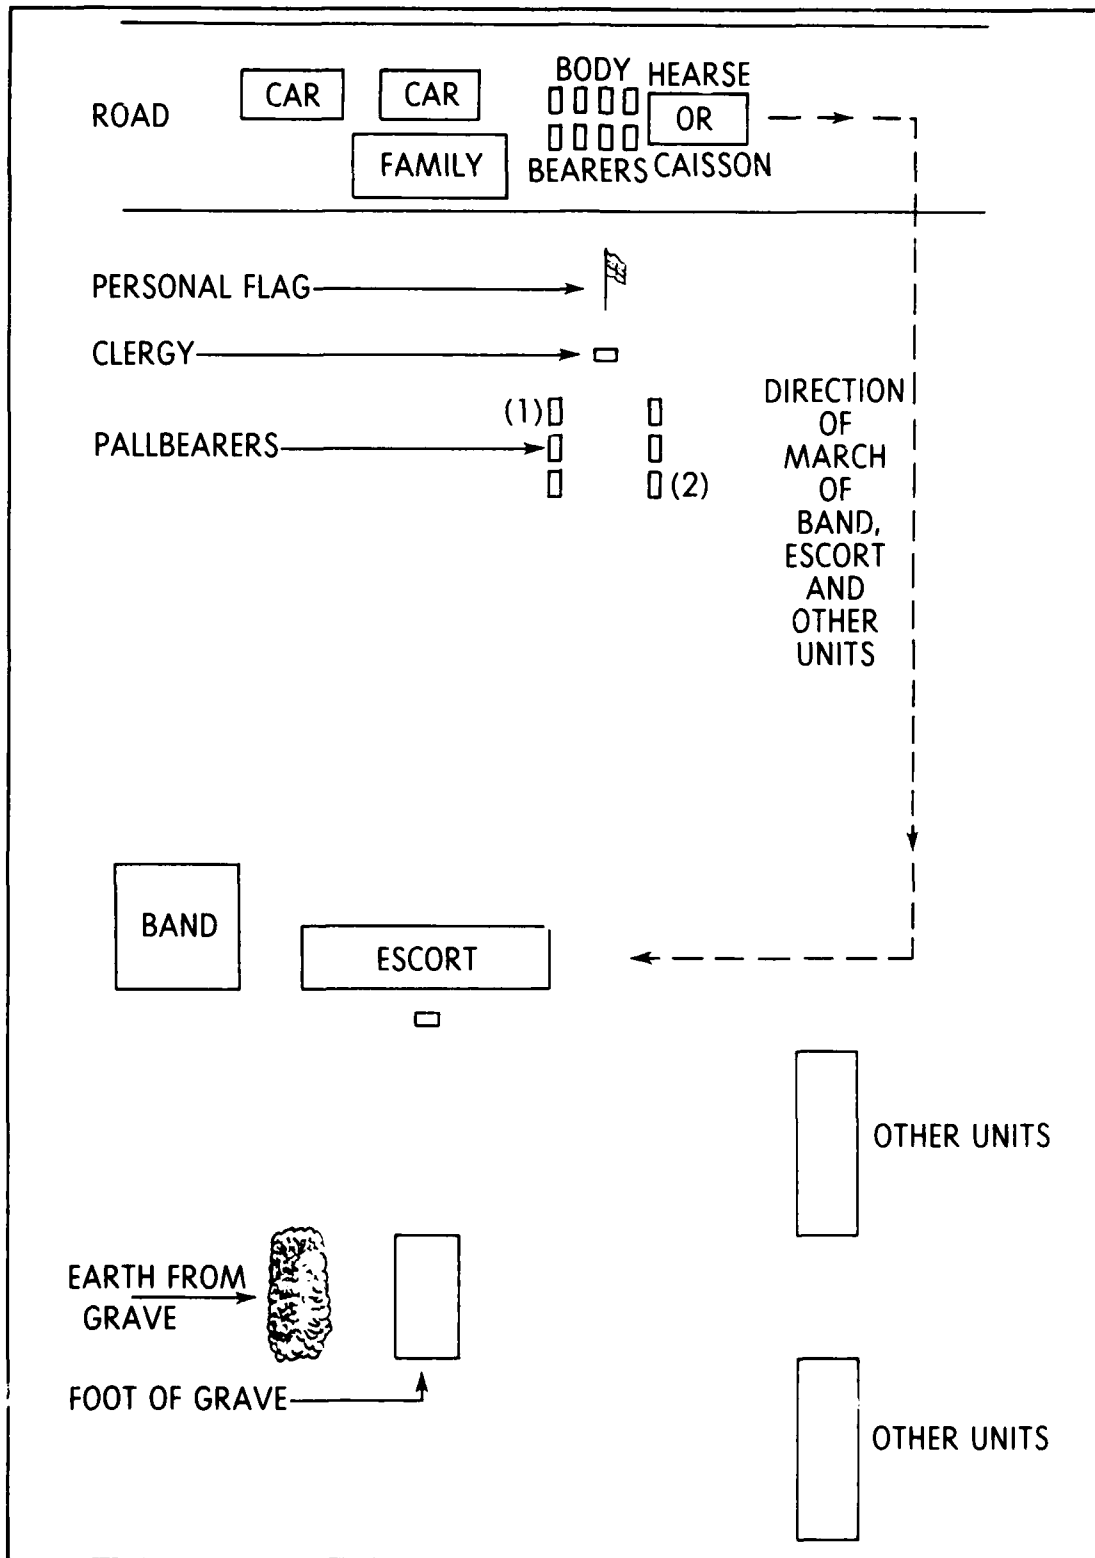 ROAD
CAR
CAR
FAMILY
BODY
BEARERS
HEARSE
OR
CAISSON
PERSONAL FLAG
CLERGY
(1)
PALLBEARERS
(2)
DIRECTION
OF
MARCH
OF
BAND,
ESCORT
AND
OTHER
UNITS
BAND
ESCORT
OTHER UNITS
EARTH FROM
GRAVE
FOOT OF GRAVE
OTHER UNITS